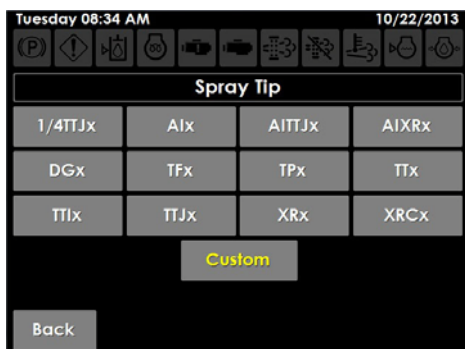 Tuesday 08:34 AM 10/22/2013
Spray Tip
1/4TTJx AIx AITTJx AIXRx
DGx TFx TPx TTx
TTIx TTJx XRx XRCx
Custom
Back